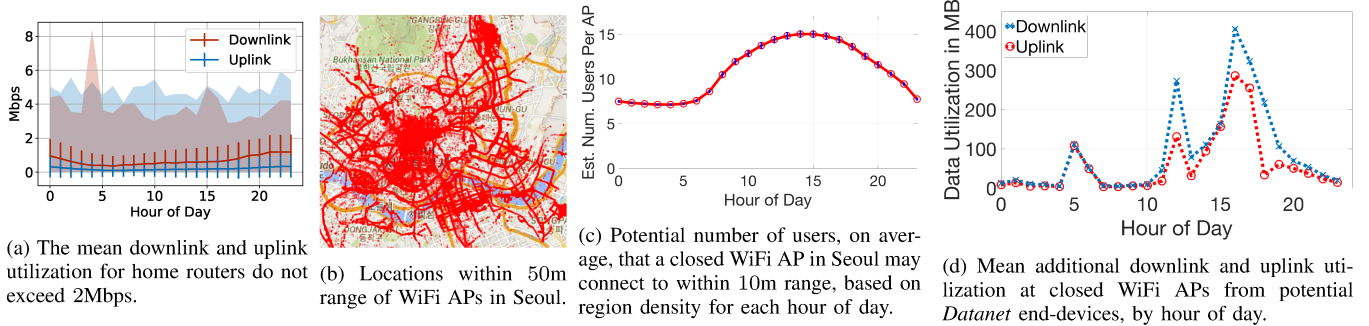 8
6
4
2
0
Mbps
Downlink
Uplink
0
5
10
15
20
Hour of Day
(a) The mean downlink and uplink
utilization for home routers do not
exceed 2Mbps.
GANGBUK-GU
Bukhansan National Park
(b) Locations within 50m
range of WiFi APs in Seoul.
Est. Num. Users Per AP
15
10
5
0
0
5
10
15
20
Hour of Day
(c) Potential number of users, on aver-
age, that a closed WiFi AP in Seoul may
connect to within 10m range, based on
region density for each hour of day.
Data Utilization in MB
400
300
200
100
0
Downlink
Uplink
0
5
10
15
20
Hour of Day
(d) Mean additional downlink and uplink uti-
lization at closed WiFi APs from potential
Datanet end-devices, by hour of day.